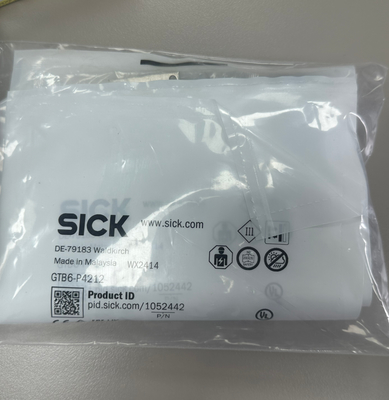 SICK
www.sick.com
DE-79183 Waldkirch
Made in Malaysia WX2414
GTB6-P4212
Product ID
pid.sick.com/1052442
P/N